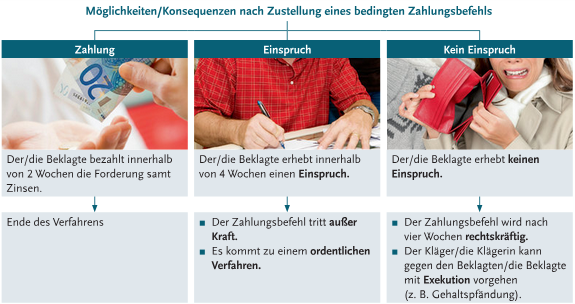 Möglichkeiten/Konsequenzen nach Zustellung eines bedingten Zahlungsbefehls
Zahlung
Der/die Beklagte bezahlt innerhalb
von 2 Wochen die Forderung samt
Zinsen.
Ende des Verfahrens
Einspruch
Der/die Beklagte erhebt innerhalb
von 4 Wochen einen Einspruch.
■ Der Zahlungsbefehl tritt außer
Kraft.
■ Es kommt zu einem ordentlichen
Verfahren.
Kein Einspruch
Der/die Beklagte erhebt keinen
Einspruch.
■ Der Zahlungsbefehl wird nach
vier Wochen rechtskräftig.
■ Der Kläger/die Klägerin kann
gegen den Beklagten/die Beklagte
mit Exekution vorgehen
(z. B. Gehaltspfändung).
20